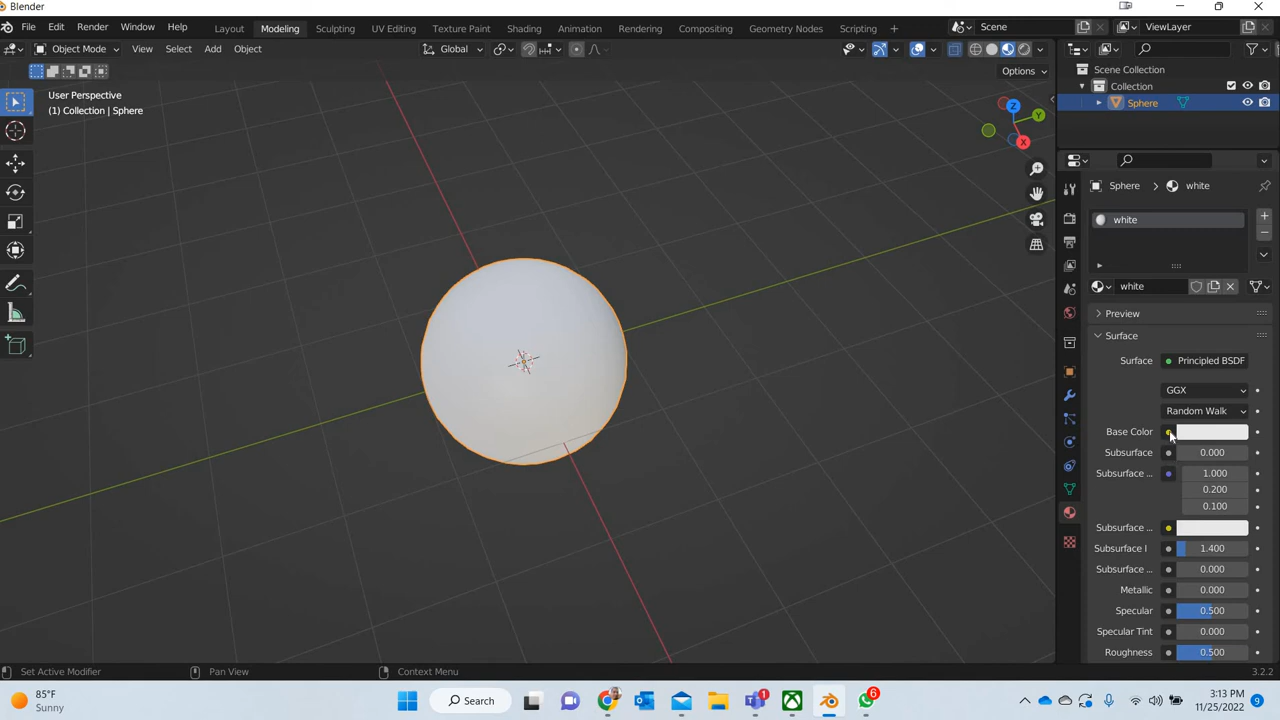 Blender
File Edit Render Window Help Layout Modeling Sculpting UV Editing Texture Paint Shading Animation Rendering Compositing Geometry Nodes Scripting Scene ViewLayer
Object Mode View Select Add Object Global
Options
User Perspective
(1) Collection | Sphere
Z
Y
X
Scene Collection
Collection
Sphere
Sphere > white
white
white
Preview
Surface
Surface Principled BSDF
GGX
Random Walk
Base Color
Subsurface 0.000
Subsurface ... 1.000
0.200
0.100
Subsurface ...
Subsurface I 1.400
Subsurface ... 0.000
Metallic 0.000
Specular 0.500
Specular Tint 0.000
Roughness 0.500
Set Active Modifier Pan View Context Menu 3.2.2
85°F
Sunny
Search
1
6
3:13 PM
11/25/2022
9